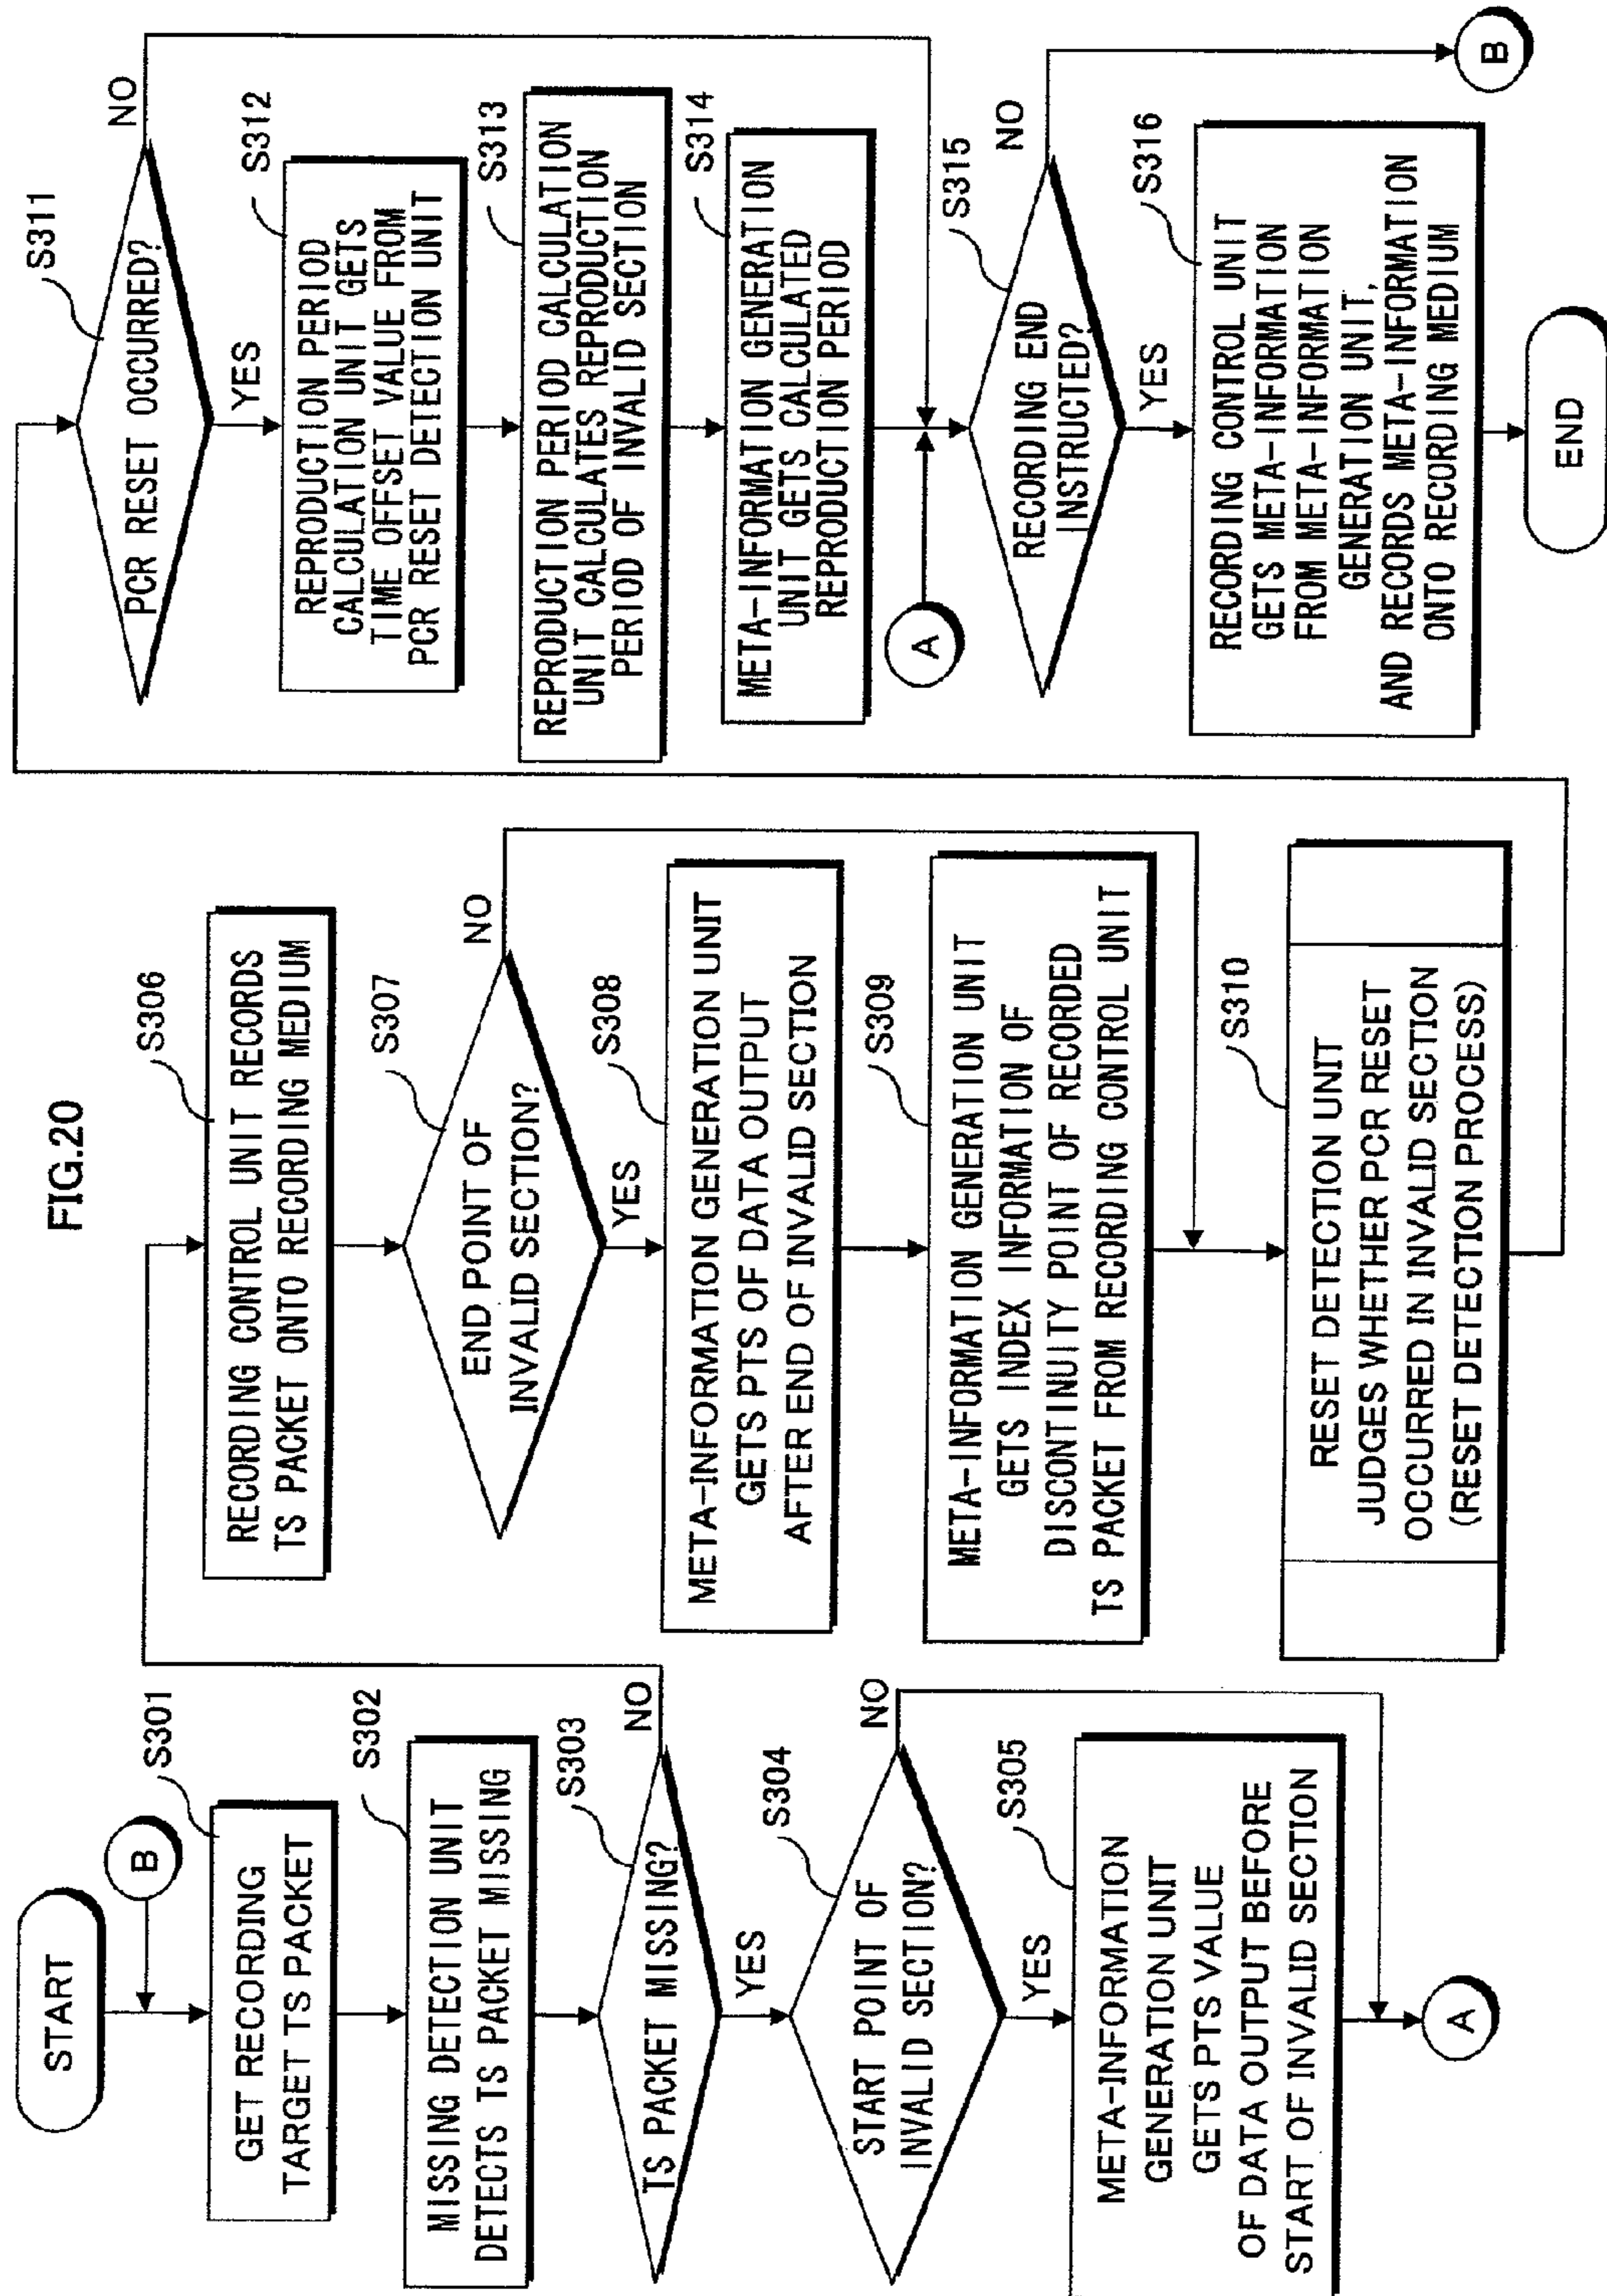 FIG.20
START
B
S301
GET RECORDING
TARGET TS PACKET
S302
MISSING DETECTION UNIT
DETECTS TS PACKET MISSING
S303
TS PACKET MISSING?
NO
YES
S304
START POINT OF
INVALID SECTION?
NO
YES
S305
META-INFORMATION
GENERATION UNIT
GETS PTS VALUE
OF DATA OUTPUT BEFORE
START OF INVALID SECTION
A
S306
RECORDING CONTROL UNIT RECORDS
TS PACKET ONTO RECORDING MEDIUM
S307
END POINT OF
INVALID SECTION?
NO
YES
S308
META-INFORMATION GENERATION UNIT
GETS PTS OF DATA OUTPUT
AFTER END OF INVALID SECTION
S309
META-INFORMATION GENERATION UNIT
GETS INDEX INFORMATION OF
DISCONTINUITY POINT OF RECORDED
TS PACKET FROM RECORDING CONTROL UNIT
S310
RESET DETECTION UNIT
JUDGES WHETHER PCR RESET
OCCURRED IN INVALID SECTION
(RESET DETECTION PROCESS)
S311
PCR RESET OCCURRED?
NO
YES
S312
REPRODUCTION PERIOD
CALCULATION UNIT GETS
TIME OFFSET VALUE FROM
PCR RESET DETECTION UNIT
S313
REPRODUCTION PERIOD CALCULATION
UNIT CALCULATES REPRODUCTION
PERIOD OF INVALID SECTION
S314
META-INFORMATION GENERATION
UNIT GETS CALCULATED
REPRODUCTION PERIOD
A
S315
RECORDING END
INSTRUCTED?
NO
B
YES
S316
RECORDING CONTROL UNIT
GETS META-INFORMATION
FROM META-INFORMATION
GENERATION UNIT,
AND RECORDS META-INFORMATION
ONTO RECORDING MEDIUM
END